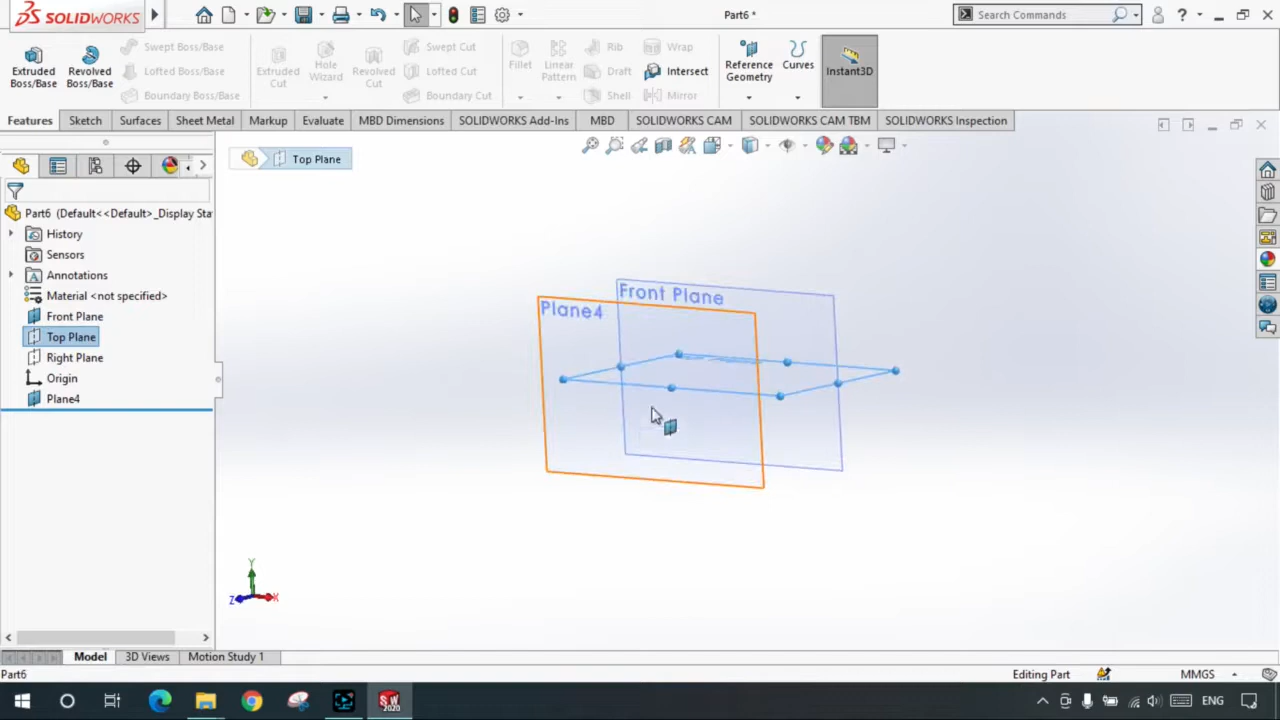 SOLIDWORKS
Part6 *
Search Commands
?
Extruded Boss/Base
Revolved Boss/Base
Swept Boss/Base
Lofted Boss/Base
Boundary Boss/Base
Extruded Cut
Hole Wizard
Revolved Cut
Swept Cut
Lofted Cut
Boundary Cut
Fillet
Linear Pattern
Rib
Draft
Shell
Wrap
Intersect
Mirror
Reference Geometry
Curves
Instant3D
Features
Sketch
Surfaces
Sheet Metal
Markup
Evaluate
MBD Dimensions
SOLIDWORKS Add-Ins
MBD
SOLIDWORKS CAM
SOLIDWORKS CAM TBM
SOLIDWORKS Inspection
Top Plane
Part6 (Default<<Default>_Display Sta
History
Sensors
Annotations
Material <not specified>
Front Plane
Top Plane
Right Plane
Origin
Plane4
Front Plane
Plane4
Y
Z
X
Model
3D Views
Motion Study 1
Part6
Editing Part
MMGS
SW
2020
ENG